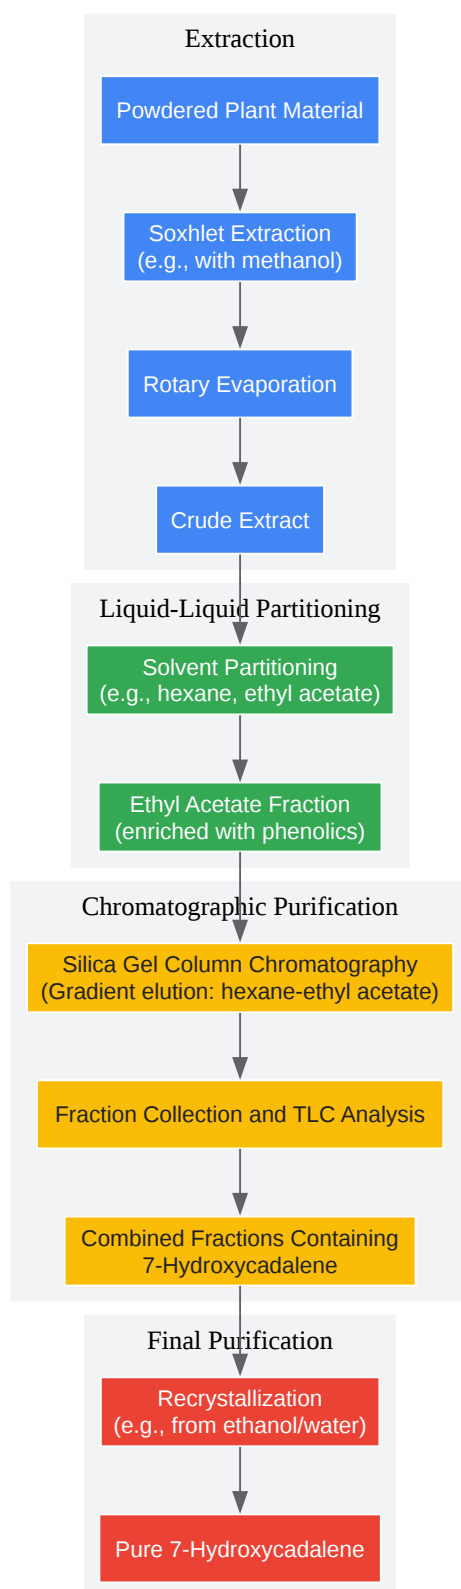 Extraction
Powdered Plant Material
Soxhlet Extraction
(e.g., with methanol)
Rotary Evaporation
Crude Extract
Liquid-Liquid Partitioning
Solvent Partitioning
(e.g., hexane, ethyl acetate)
Ethyl Acetate Fraction
(enriched with phenolics)
Chromatographic Purification
Silica Gel Column Chromatography
(Gradient elution: hexane-ethyl acetate)
Fraction Collection and TLC Analysis
Combined Fractions Containing
7-Hydroxycadalene
Final Purification
Recrystallization
(e.g., from ethanol/water)
Pure 7-Hydroxycadalene